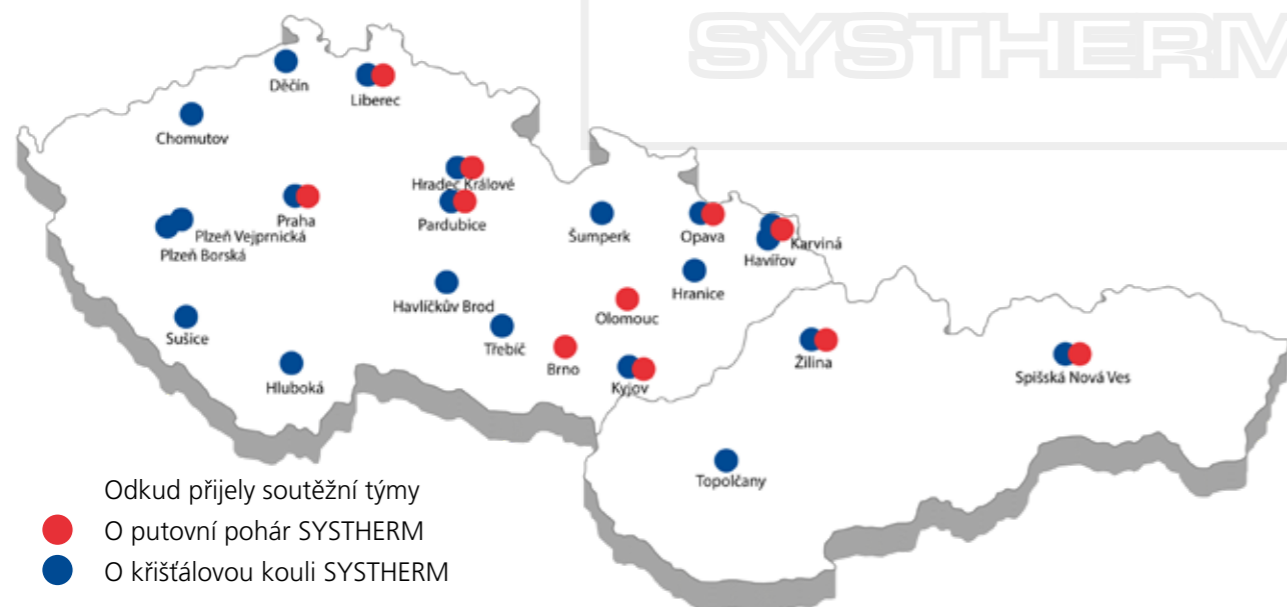 SYSTHERM
Děčín
Liberec
Chomutov
Hradec Králové
Praha
Pardubice
Plzeň Vejprnická
Plzeň Borská
Šumperk
Opava
Karviná
Havířov
Hranice
Havlíčkův Brod
Olomouc
Sušice
Třebíč
Brno
Žilina
Hluboká
Kyjov
Spišská Nová Ves
Topolčany
Odkud přijely soutěžní týmy
O putovní pohár SYSTHERM
O křišťálovou kouli SYSTHERM